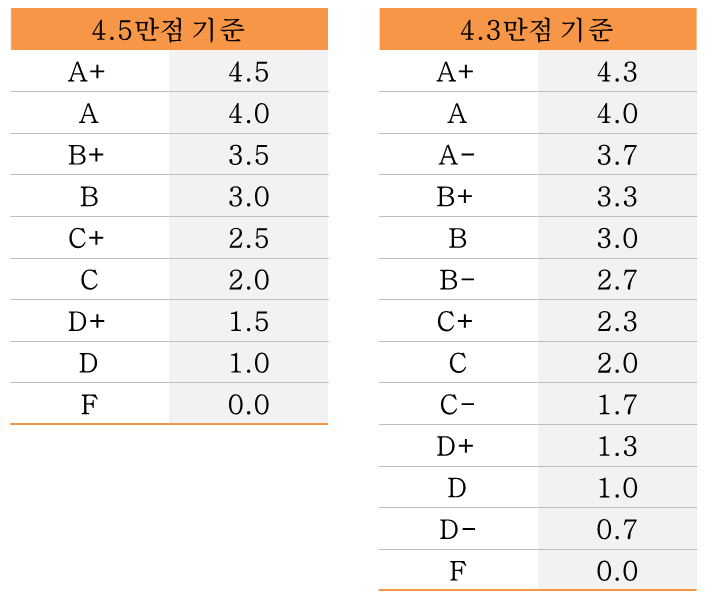 4.5만점 기준
A+ 4.5
A 4.0
B+ 3.5
B 3.0
C+ 2.5
C 2.0
D+ 1.5
D 1.0
F 0.0
4.3만점 기준
A+ 4.3
A 4.0
A- 3.7
B+ 3.3
B 3.0
B- 2.7
C+ 2.3
C 2.0
C- 1.7
D+ 1.3
D 1.0
D- 0.7
F 0.0